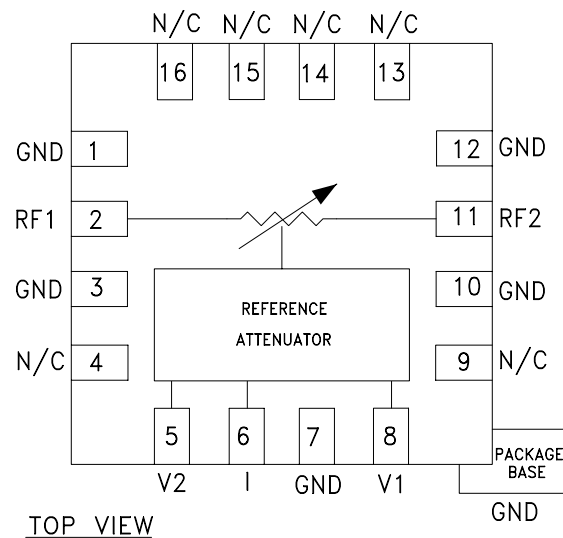 N/C N/C N/C N/C
16 15 14 13
GND 1 12 GND
RF1 2 11 RF2
GND 3 10 GND
REFERENCE
ATTENUATOR
N/C 4 9 N/C
5 6 7 8
V2 I GND V1
PACKAGE
BASE
GND
TOP VIEW